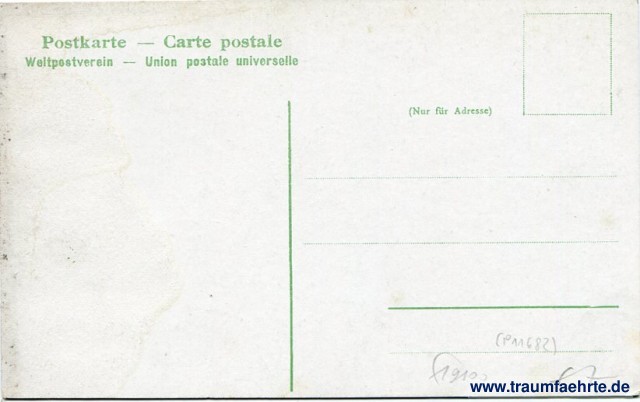 Postkarte — Carte postale
Weltpostverein — Union postale universelle
(Nur für Adresse)
(P11682)
www.traumfaehrte.de